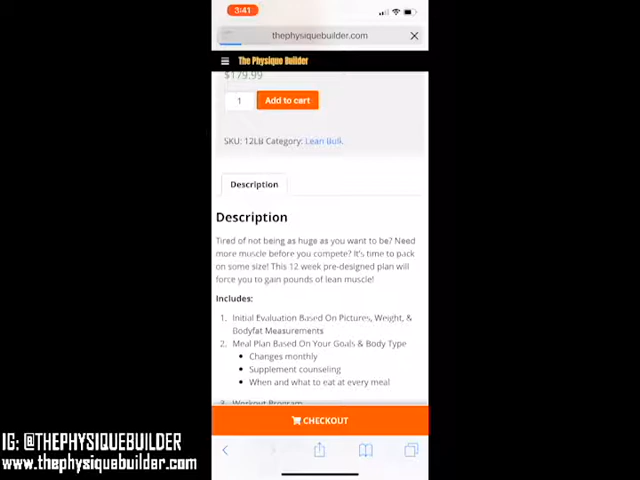 3:41
thephysiquebuilder.com
The Physique Builder
$179.99
1
Add to cart
SKU: 12LB Category: Lean Bulk.
Description
Description
Tired of not being as huge as you want to be? Need
more muscle before you compete? It's time to pack
on some size! This 12 week pre-designed plan will
force you to gain pounds of lean muscle!
Includes:
1. Initial Evaluation Based On Pictures, Weight, &
Bodyfat Measurements
2. Meal Plan Based On Your Goals & Body Type
• Changes monthly
• Supplement counseling
• When and what to eat at every meal
3. Workout Program
CHECKOUT
IG: @THEPHYSIQUEBUILDER
www.thephysiquebuilder.com